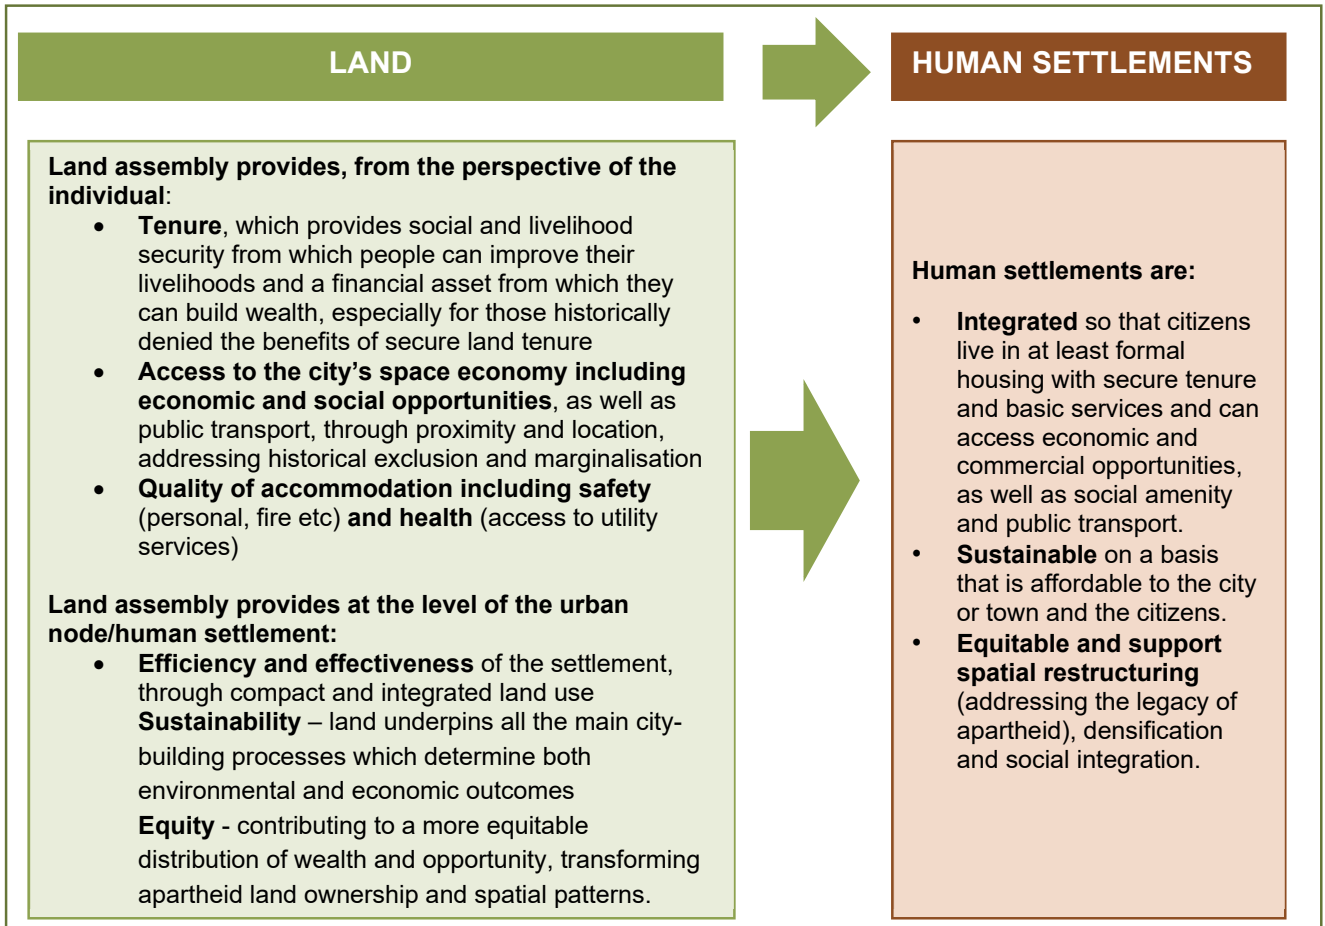 LAND
HUMAN SETTLEMENTS
Land assembly provides, from the perspective of the
individual:
• Tenure, which provides social and livelihood
security from which people can improve their
livelihoods and a financial asset from which they
can build wealth, especially for those historically
denied the benefits of secure land tenure
• Access to the city’s space economy including
economic and social opportunities, as well as
public transport, through proximity and location,
addressing historical exclusion and marginalisation
• Quality of accommodation including safety
(personal, fire etc) and health (access to utility
services)
Land assembly provides at the level of the urban
node/human settlement:
• Efficiency and effectiveness of the settlement,
through compact and integrated land use
Sustainability – land underpins all the main city-
building processes which determine both
environmental and economic outcomes
Equity - contributing to a more equitable
distribution of wealth and opportunity, transforming
apartheid land ownership and spatial patterns.
Human settlements are:
• Integrated so that citizens
live in at least formal
housing with secure tenure
and basic services and can
access economic and
commercial opportunities,
as well as social amenity
and public transport.
• Sustainable on a basis
that is affordable to the city
or town and the citizens.
• Equitable and support
spatial restructuring
(addressing the legacy of
apartheid), densification
and social integration.